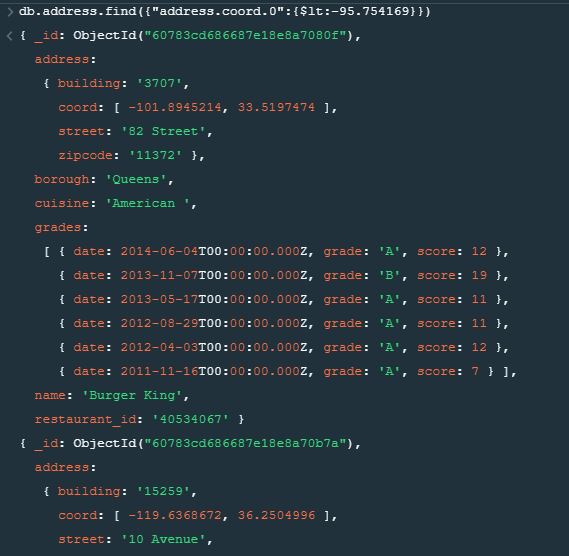 > db.address.find({"address.coord.0":{$lt:-95.754169}})
< { _id: ObjectId("60783cd686687e18e8a7080f"),
address:
{ building: '3707',
coord: [ -101.8945214, 33.5197474 ],
street: '82 Street',
zipcode: '11372' },
borough: 'Queens',
cuisine: 'American ',
grades:
[ { date: 2014-06-04T00:00:00.000Z, grade: 'A', score: 12 },
{ date: 2013-11-07T00:00:00.000Z, grade: 'B', score: 19 },
{ date: 2013-05-17T00:00:00.000Z, grade: 'A', score: 11 },
{ date: 2012-08-29T00:00:00.000Z, grade: 'A', score: 11 },
{ date: 2012-04-03T00:00:00.000Z, grade: 'A', score: 12 },
{ date: 2011-11-16T00:00:00.000Z, grade: 'A', score: 7 } ],
name: 'Burger King',
restaurant_id: '40534067' }
{ _id: ObjectId("60783cd686687e18e8a70b7a"),
address:
{ building: '15259',
coord: [ -119.6368672, 36.2504996 ],
street: '10 Avenue',